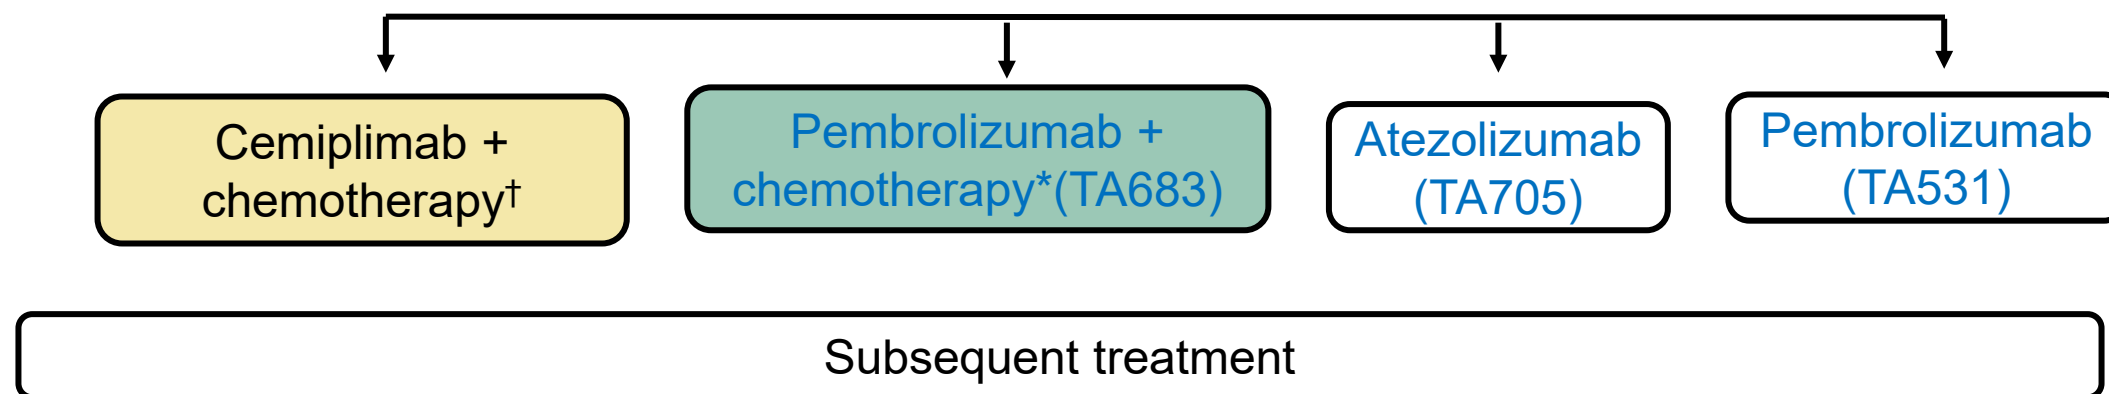 Cemiplimab +
chemotherapy†
Pembrolizumab +
chemotherapy*(TA683)
Atezolizumab
(TA705)
Pembrolizumab
(TA531)
Subsequent treatment